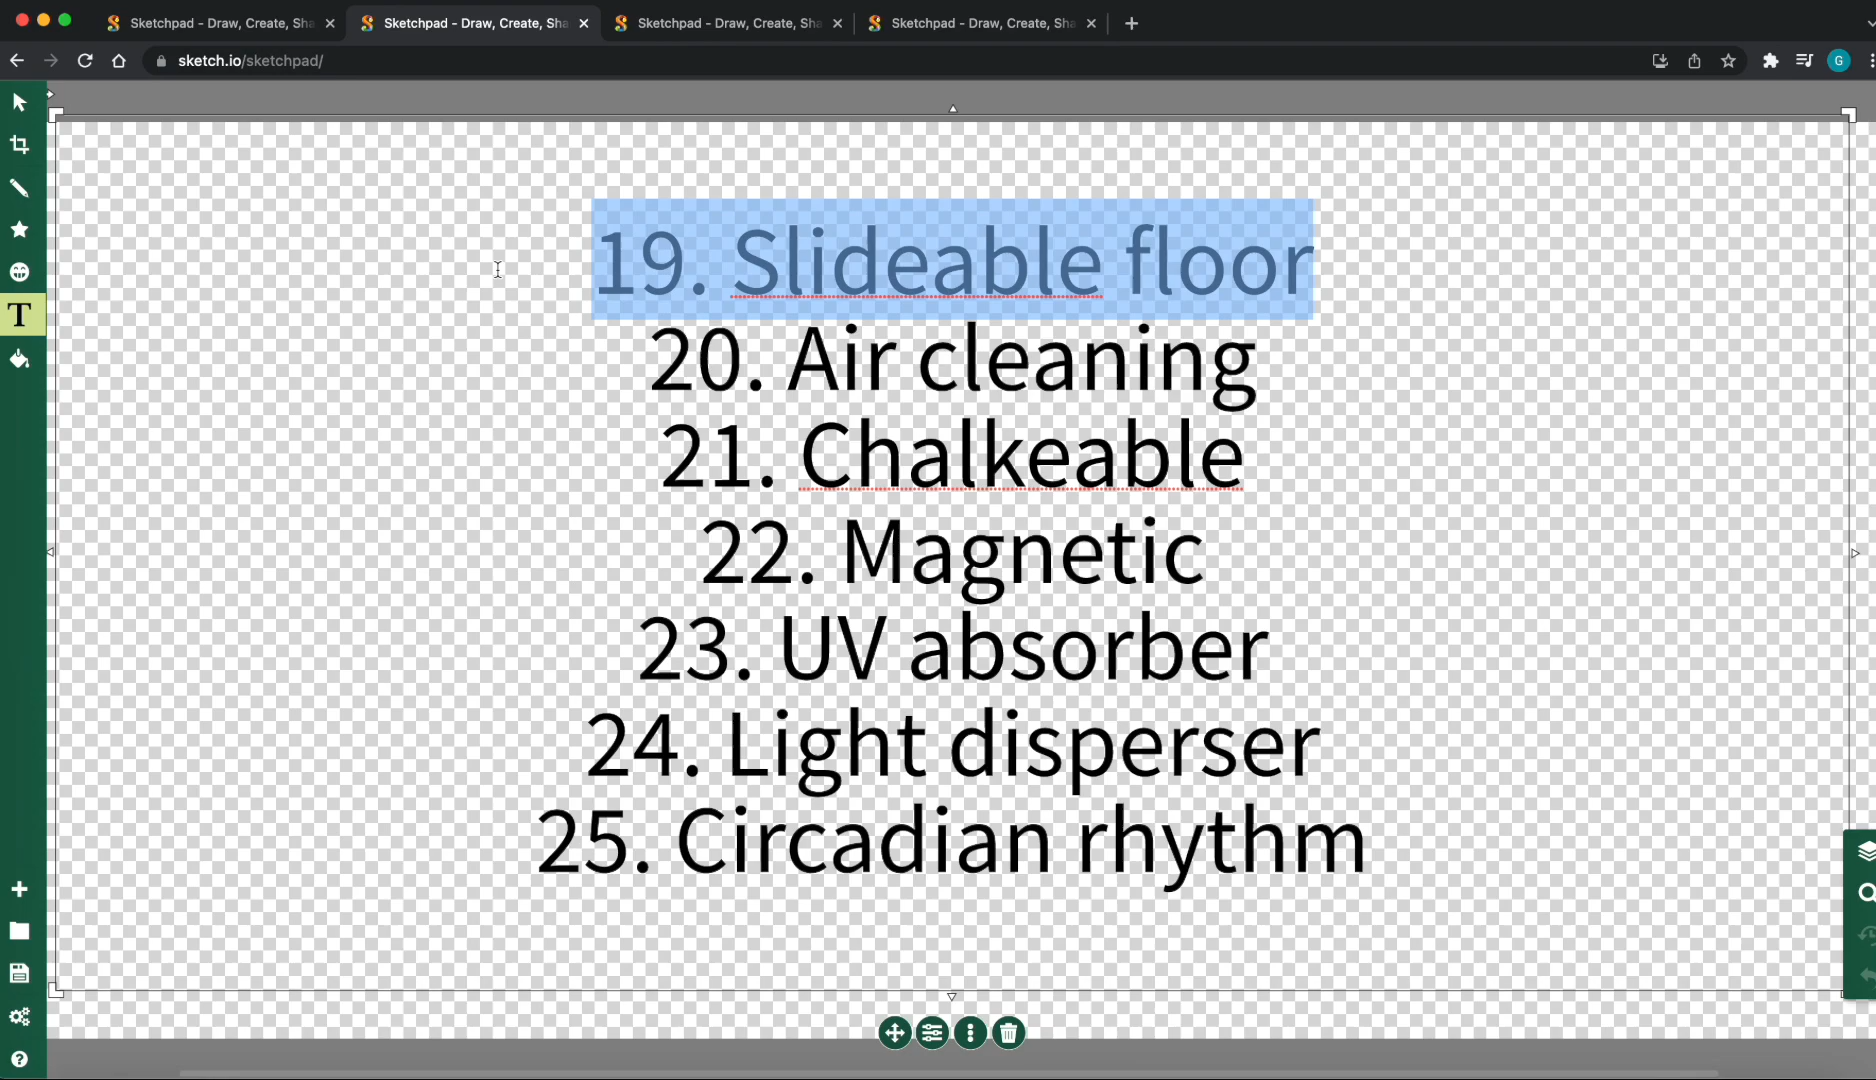 Sketchpad - Draw, Create, Sha
Sketchpad - Draw, Create, Sha
Sketchpad - Draw, Create, Sha
Sketchpad - Draw, Create, Sha
sketch.io/sketchpad/
G
T
19. Slideable floor
20. Air cleaning
21. Chalkeable
22. Magnetic
23. UV absorber
24. Light disperser
25. Circadian rhythm